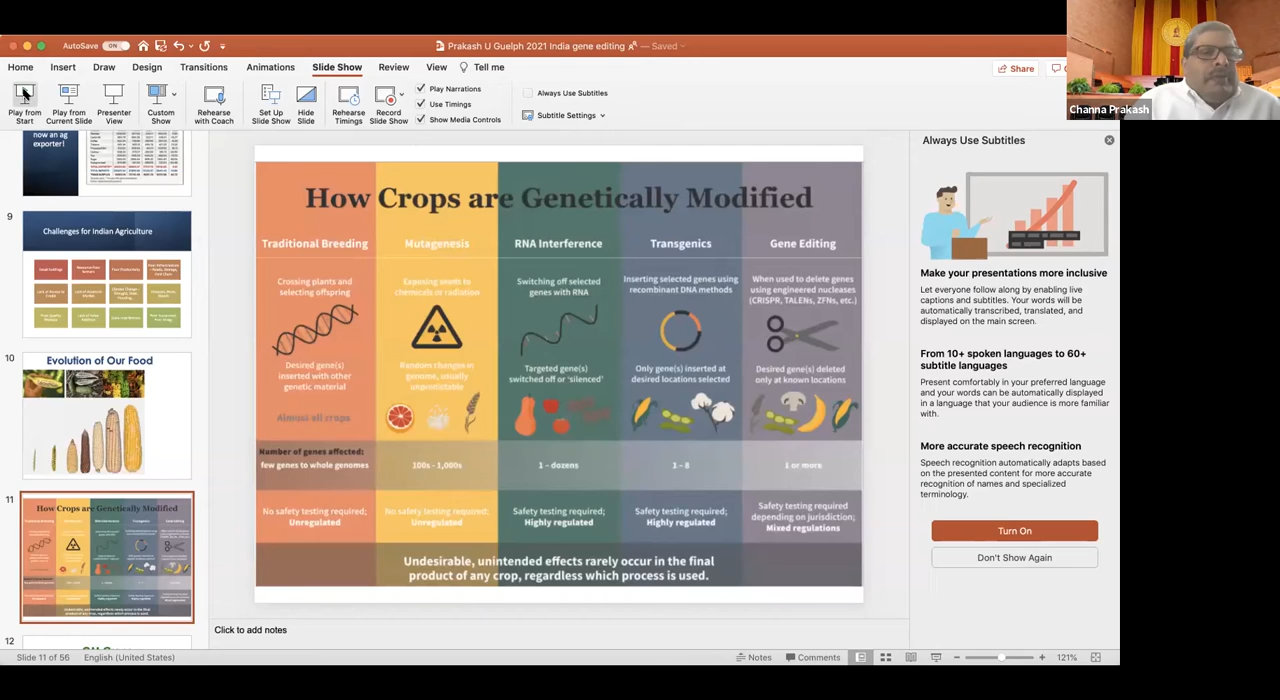 AutoSave ON
Prakash U Guelph 2021 India gene editing — Saved
Home Insert Draw Design Transitions Animations Slide Show Review View Tell me
Share
Play from Start
Play from Current Slide
Presenter View
Custom Show
Rehearse with Coach
Set Up Slide Show
Hide Slide
Rehearse Timings
Record Slide Show
Play Narrations
Use Timings
Show Media Controls
Always Use Subtitles
Subtitle Settings
Channa Prakash
now an ag
exporter!
9
Challenges for Indian Agriculture
10
Evolution of Our Food
11
How Crops are Genetically Modified
12
How Crops are Genetically Modified
Traditional Breeding
Crossing plants and
selecting offspring
Desired gene(s)
inserted with other
genetic material
Almost all crops
Number of genes affected:
few genes to whole genomes
No safety testing required;
Unregulated
Mutagenesis
Exposing seeds to
chemicals or radiation
Random changes in
genome, usually
unpredictable
100s - 1,000s
No safety testing required;
Unregulated
RNA Interference
Switching off selected
genes with RNA
Targeted gene(s)
switched off or 'silenced'
1 - dozens
Safety testing required;
Highly regulated
Transgenics
Inserting selected genes using
recombinant DNA methods
Only gene(s) inserted at
desired locations selected
1 - 8
Safety testing required;
Highly regulated
Gene Editing
When used to delete genes
using engineered nucleases
(CRISPR, TALENs, ZFNs, etc.)
Desired gene(s) deleted
only at known locations
1 or more
Safety testing required
depending on jurisdiction;
Mixed regulations
Undesirable, unintended effects rarely occur in the final
product of any crop, regardless which process is used.
Always Use Subtitles
Make your presentations more inclusive
Let everyone follow along by enabling live
captions and subtitles. Your words will be
automatically transcribed, translated, and
displayed on the main screen.
From 10+ spoken languages to 60+
subtitle languages
Present comfortably in your preferred language
and your words can be automatically displayed
in a language that your audience is more familiar
with.
More accurate speech recognition
Speech recognition automatically adapts based
on the presented content for more accurate
recognition of names and specialized
terminology.
Turn On
Don't Show Again
Click to add notes
Slide 11 of 56 English (United States)
Notes Comments 121%